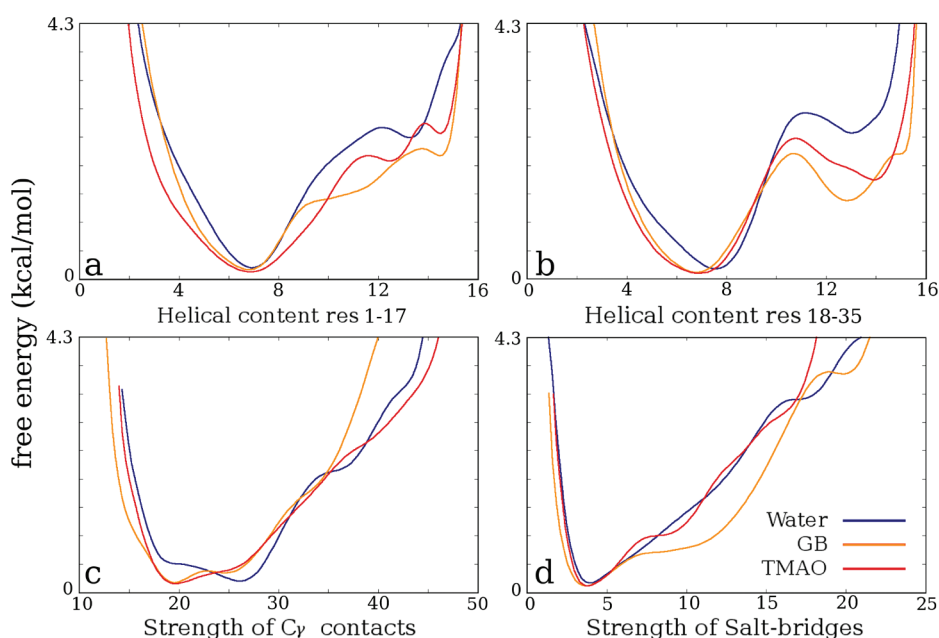 4.3
4.3
free energy (kcal/mol)
a
b
0
0
0 4 8 12 16
0 4 8 12 16
Helical content res 1-17
Helical content res 18-35
4.3
4.3
Water
GB
TMAO
c
d
0
0
10 20 30 40 50
0 5 10 15 20 25
Strength of Cγ contacts
Strength of Salt-bridges